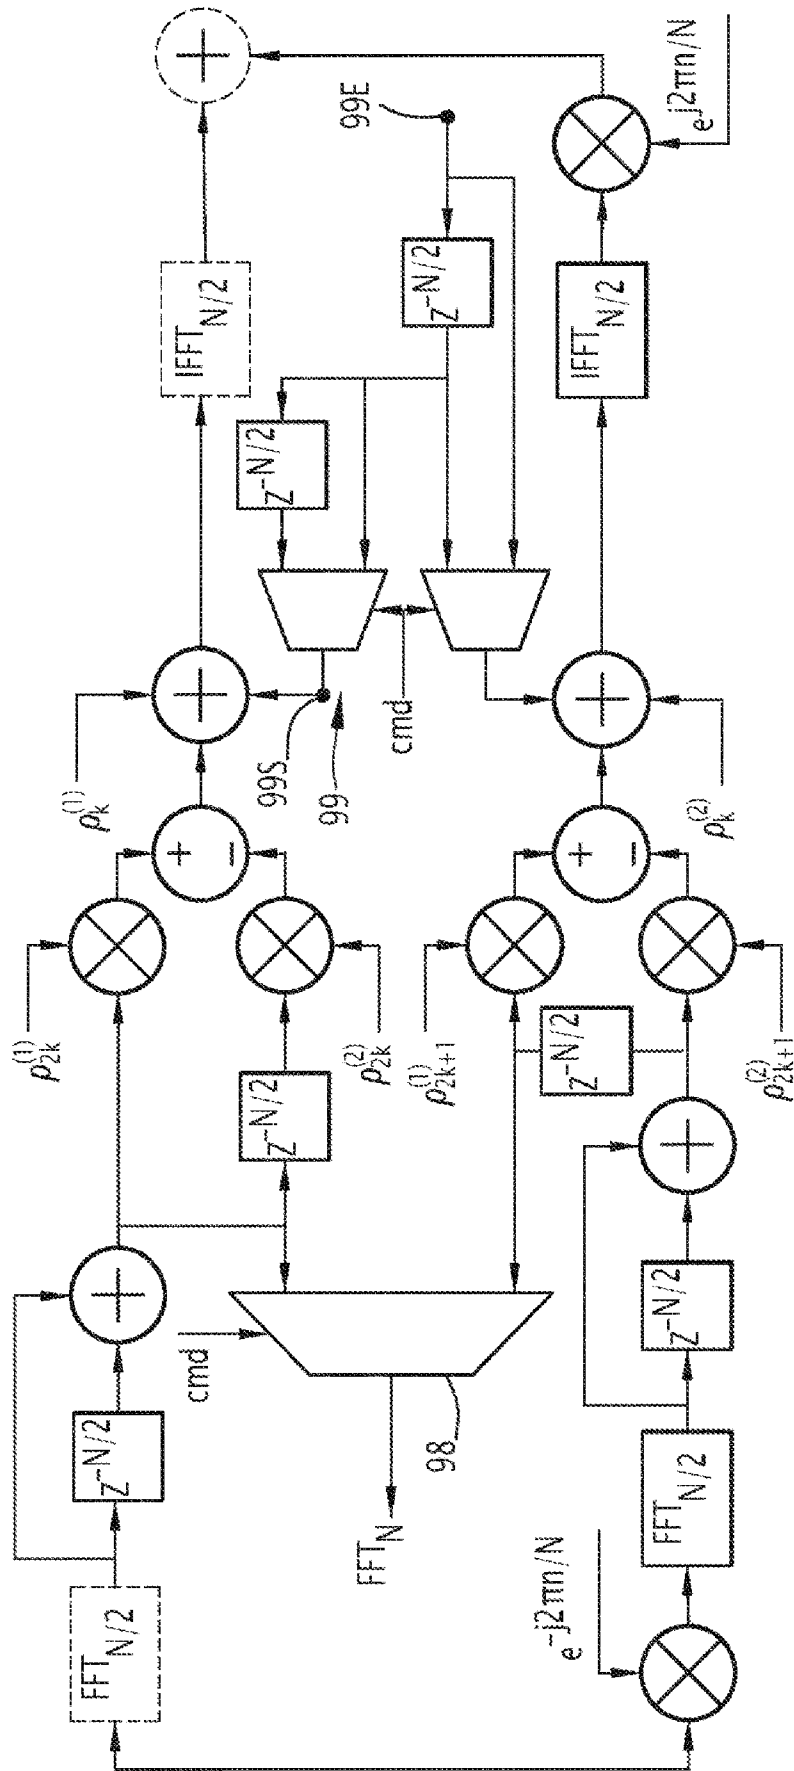 FFT_{N/2}
z^{-N/2}
ρ_{2k}^{(1)}
ρ_k^{(1)}
IFFT_{N/2}
z^{-N/2}
ρ_{2k}^{(2)}
99S
99
z^{-N/2}
99E
cmd
FFT_N
98
cmd
z^{-N/2}
ρ_{2k+1}^{(1)}
z^{-N/2}
e^{-j2πn/N}
FFT_{N/2}
z^{-N/2}
ρ_{2k+1}^{(2)}
ρ_k^{(2)}
IFFT_{N/2}
e^{j2πn/N}